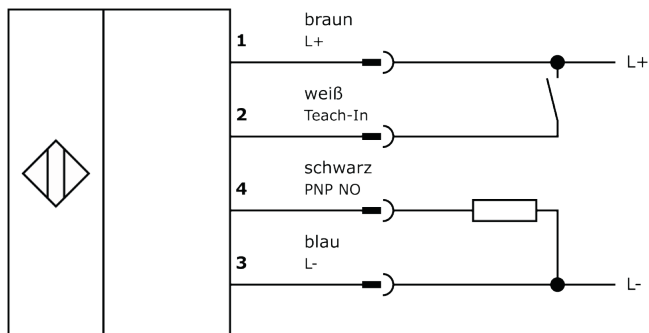 braun
1 L+ L+
weiß
2 Teach-In
schwarz
4 PNP NO
blau
3 L- L-